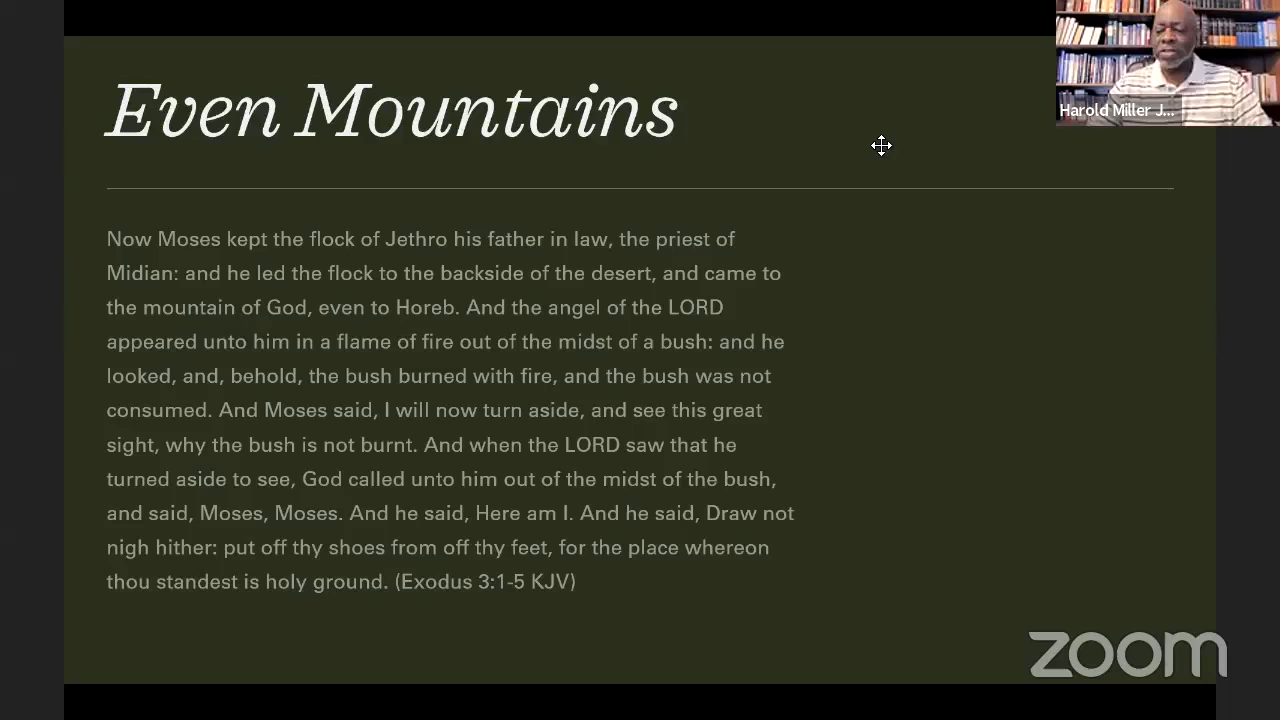 Even Mountains
Harold Miller J...
Now Moses kept the flock of Jethro his father in law, the priest of
Midian: and he led the flock to the backside of the desert, and came to
the mountain of God, even to Horeb. And the angel of the LORD
appeared unto him in a flame of fire out of the midst of a bush: and he
looked, and, behold, the bush burned with fire, and the bush was not
consumed. And Moses said, I will now turn aside, and see this great
sight, why the bush is not burnt. And when the LORD saw that he
turned aside to see, God called unto him out of the midst of the bush,
and said, Moses, Moses. And he said, Here am I. And he said, Draw not
nigh hither: put off thy shoes from off thy feet, for the place whereon
thou standest is holy ground. (Exodus 3:1-5 KJV)
zoom